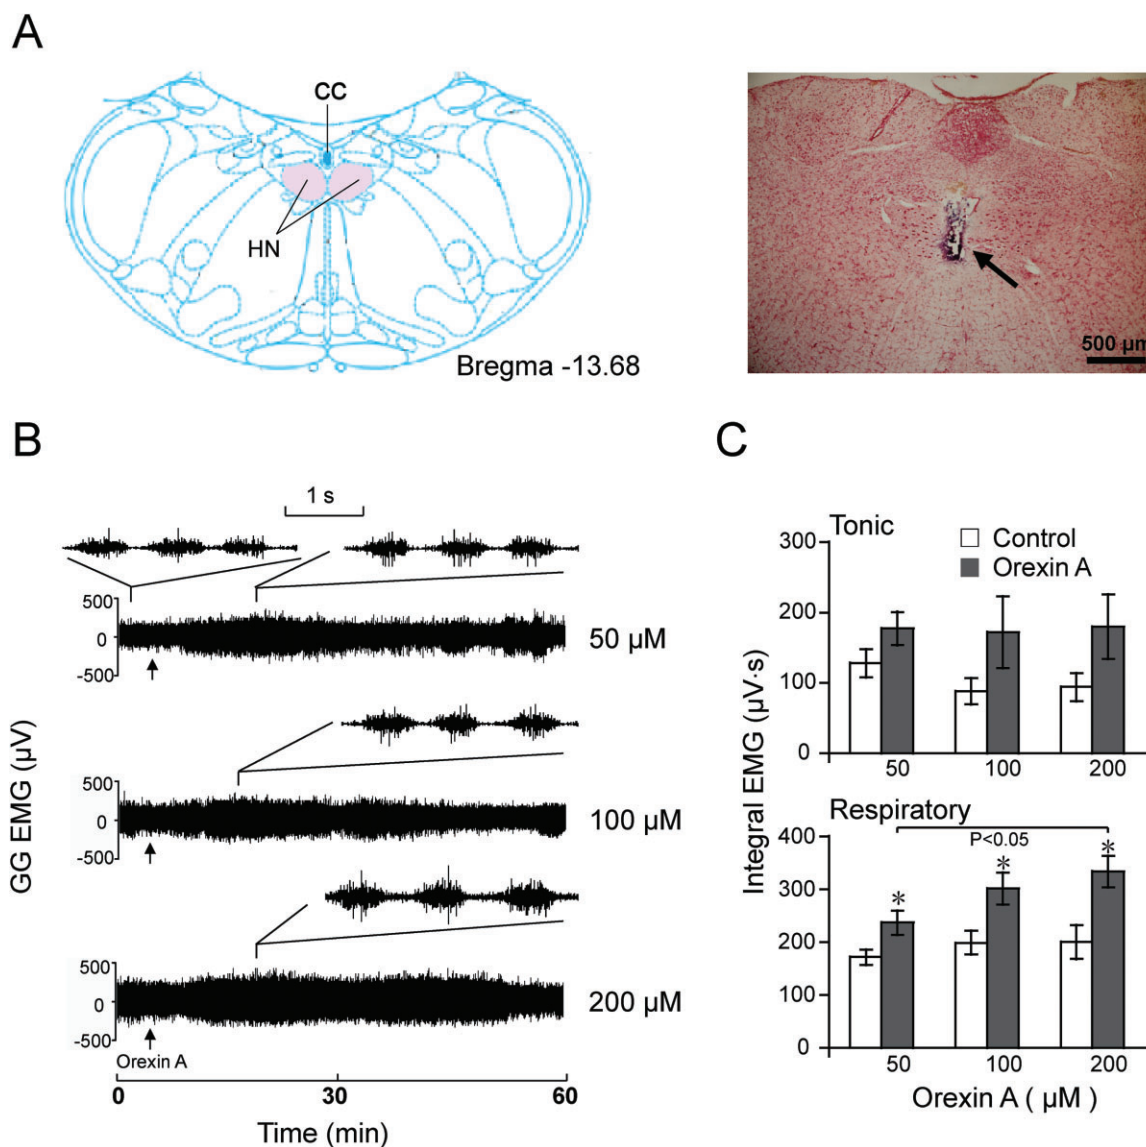 A
CC
HN
Bregma -13.68
500 µm
B
1 s
GG EMG (µV)
500
0
-500
50 µM
500
0
-500
100 µM
500
0
-500
200 µM
Orexin A
0 30 60
Time (min)
C
Integral EMG (µV·s)
Tonic
Control
Orexin A
300
200
100
0
50 100 200
Respiratory
P<0.05
400
300
200
100
0
* * *
50 100 200
Orexin A ( µM )